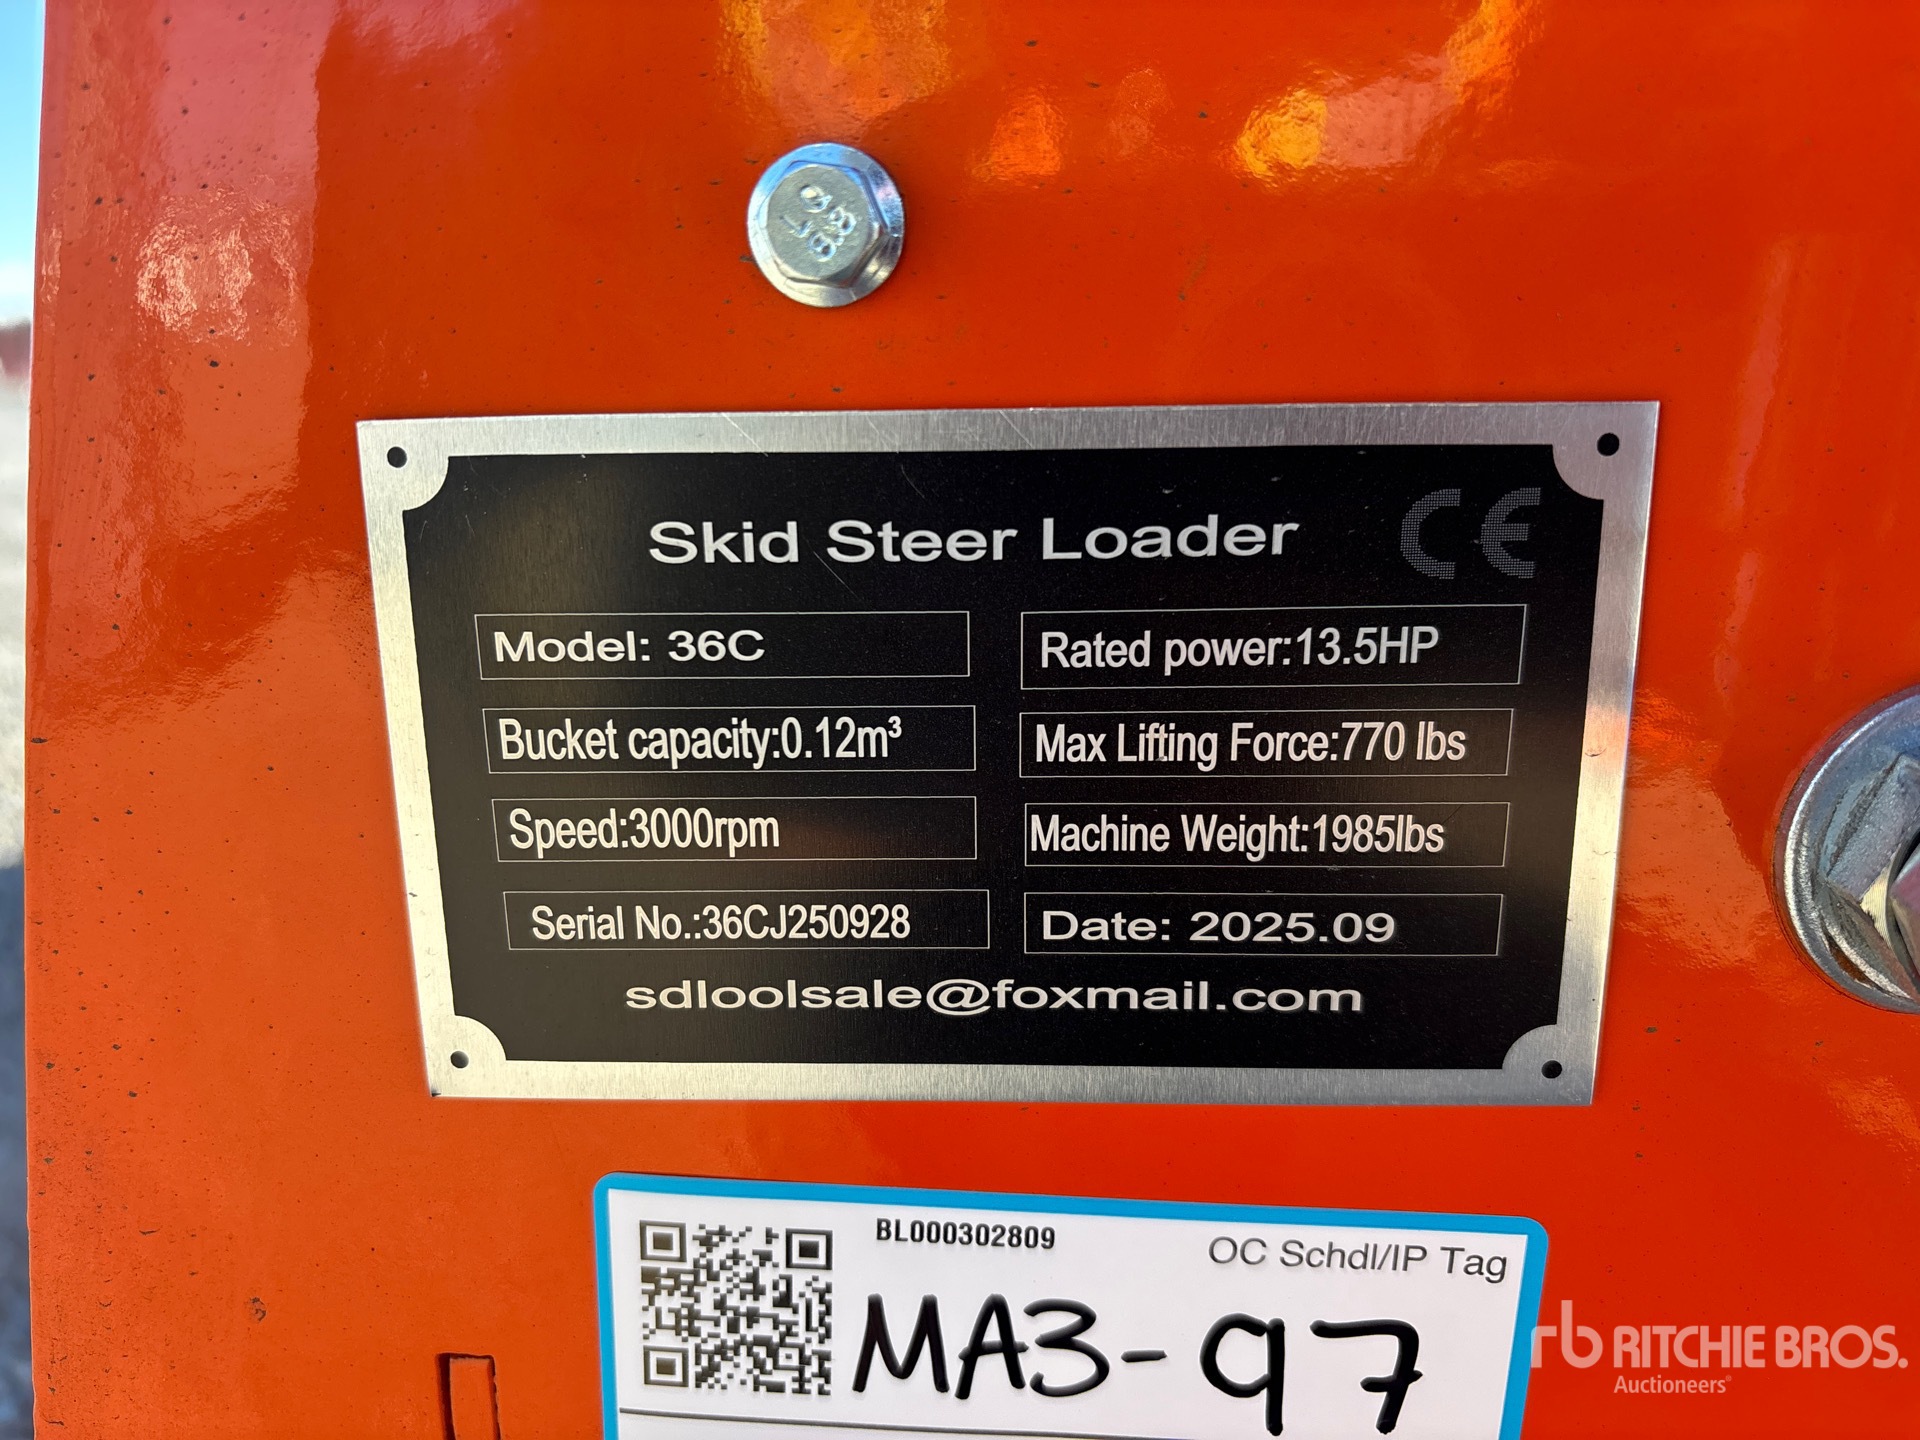 Skid Steer Loader CE
Model: 36C
Rated power:13.5HP
Bucket capacity:0.12m³
Max Lifting Force:770 lbs
Speed:3000rpm
Machine Weight:1985lbs
Serial No.:36CJ250928
Date: 2025.09
sdloolsale@foxmail.com
BL000302809
OC Schdl/IP Tag
MA3-97
rb RITCHIE BROS.
Auctioneers